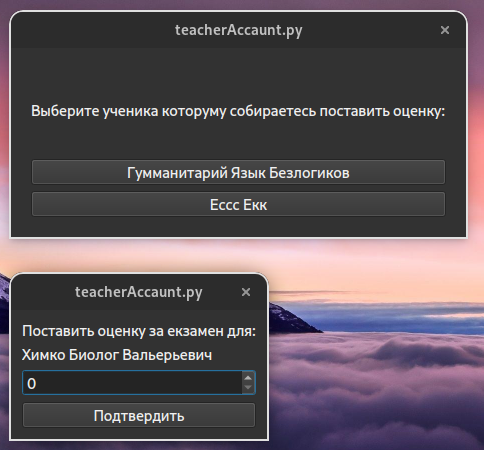 teacherAccaunt.py
Выберите ученика которуму собираетесь поставить оценку:
Гумманитарий Язык Безлогиков
Ессс Екк
teacherAccaunt.py
Поставить оценку за екзамен для:
Химко Биолог Вальерьевич
0
Подтвердить